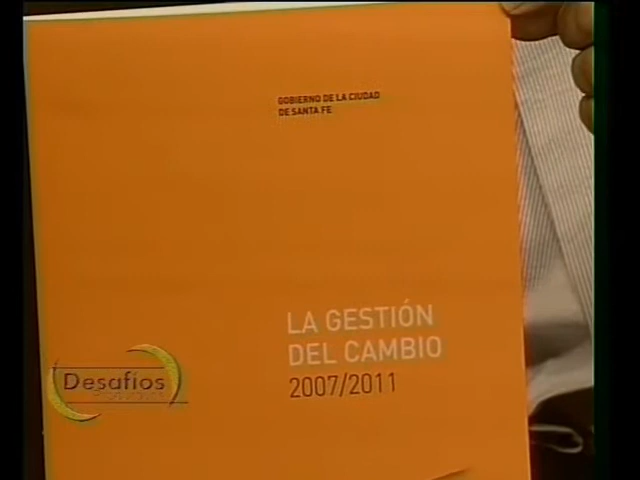 GOBIERNO DE LA CIUDAD
DE SANTA FE
LA GESTIÓN
DEL CAMBIO
2007/2011
Desafíos